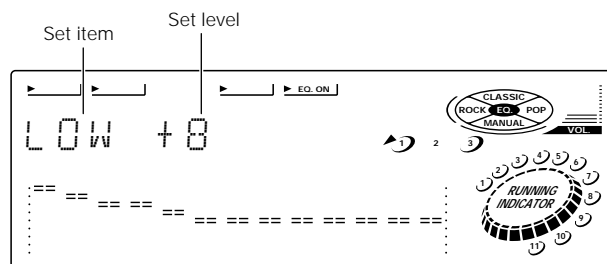 Set item
Set level
EQ. ON
LOW +8
CLASSIC
ROCK EQ. POP
MANUAL
VOL.
1 2 3
1 2 3 4 5 6 7 8 9 10 11
RUNNING
INDICATOR